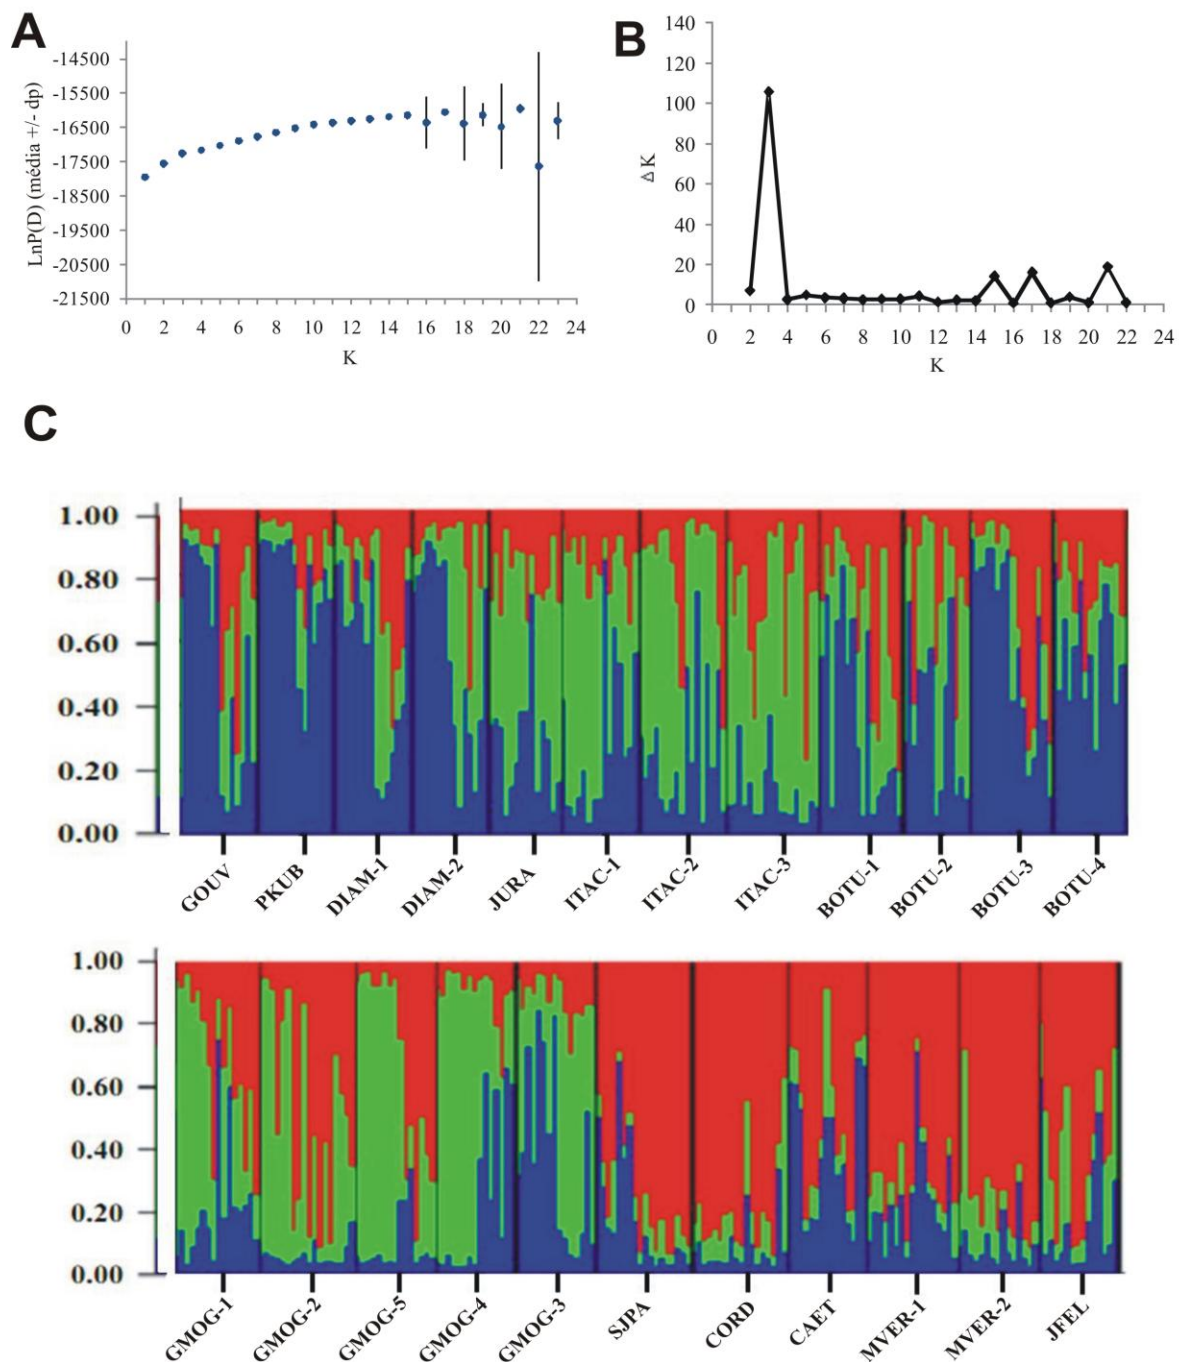 A
LnP(D) (média +/- dp)
-14500
-15500
-16500
-17500
-18500
-19500
-20500
-21500
0 2 4 6 8 10 12 14 16 18 20 22 24
K
B
Δ K
140
120
100
80
60
40
20
0
0 2 4 6 8 10 12 14 16 18 20 22 24
K
C
1.00
0.80
0.60
0.40
0.20
0.00
GOUV PKUB DIAM-1 DIAM-2 JURA ITAC-1 ITAC-2 ITAC-3 BOTU-1 BOTU-2 BOTU-3 BOTU-4
1.00
0.80
0.60
0.40
0.20
0.00
GMOG-1 GMOG-2 GMOG-5 GMOG-4 GMOG-3 SJPA CORD CAET MVER-1 MVER-2 JFEL